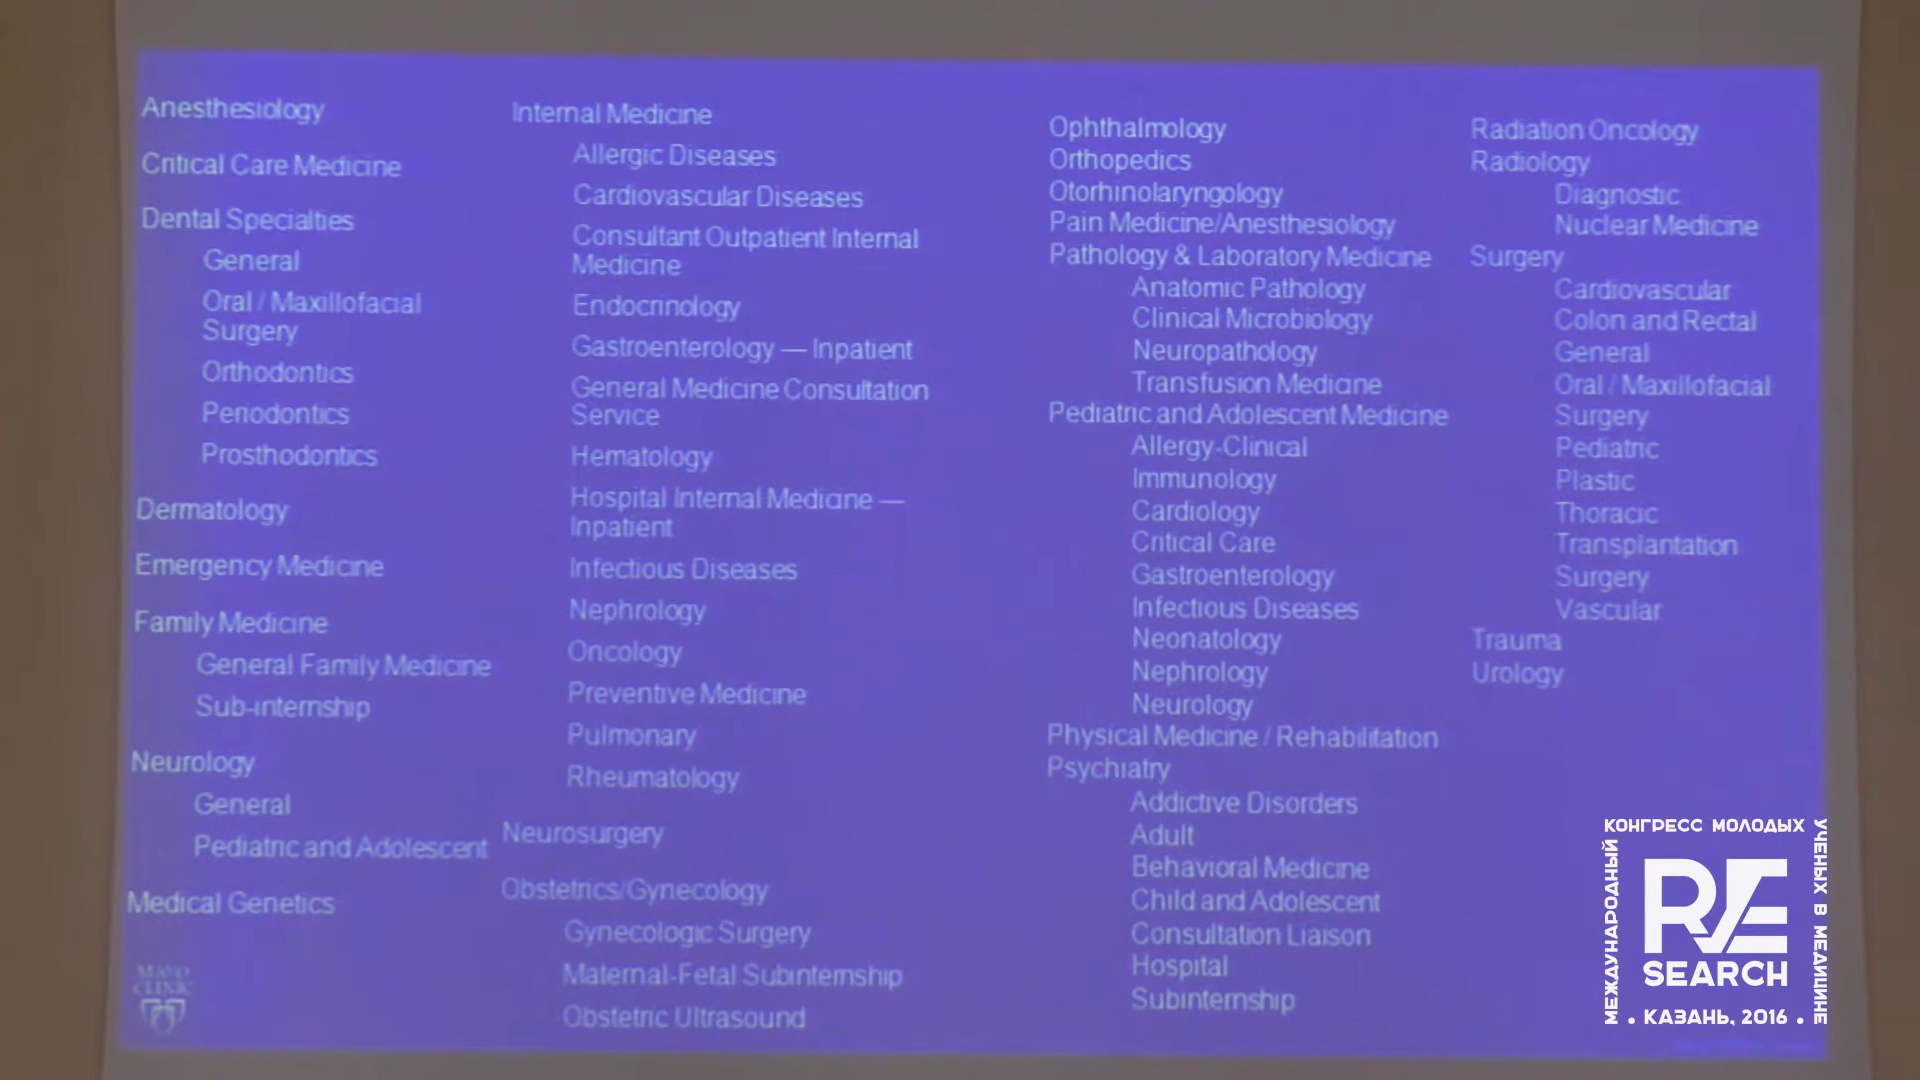 Anesthesiology
Critical Care Medicine
Dental Specialties
General
Oral / Maxillofacial
Surgery
Orthodontics
Periodontics
Prosthodontics
Dermatology
Emergency Medicine
Family Medicine
General Family Medicine
Sub-internship
Neurology
General
Pediatric and Adolescent
Medical Genetics
MAYO
CLINIC
Internal Medicine
Allergic Diseases
Cardiovascular Diseases
Consultant Outpatient Internal
Medicine
Endocrinology
Gastroenterology — Inpatient
General Medicine Consultation
Service
Hematology
Hospital Internal Medicine —
Inpatient
Infectious Diseases
Nephrology
Oncology
Preventive Medicine
Pulmonary
Rheumatology
Neurosurgery
Obstetrics/Gynecology
Gynecologic Surgery
Maternal-Fetal Subinternship
Obstetric Ultrasound
Ophthalmology
Orthopedics
Otorhinolaryngology
Pain Medicine/Anesthesiology
Pathology & Laboratory Medicine
Anatomic Pathology
Clinical Microbiology
Neuropathology
Transfusion Medicine
Pediatric and Adolescent Medicine
Allergy-Clinical
Immunology
Cardiology
Critical Care
Gastroenterology
Infectious Diseases
Neonatology
Nephrology
Neurology
Physical Medicine / Rehabilitation
Psychiatry
Addictive Disorders
Adult
Behavioral Medicine
Child and Adolescent
Consultation Liaison
Hospital
Subinternship
Radiation Oncology
Radiology
Diagnostic
Nuclear Medicine
Surgery
Cardiovascular
Colon and Rectal
General
Oral / Maxillofacial
Surgery
Pediatric
Plastic
Thoracic
Transplantation
Surgery
Vascular
Trauma
Urology
МЕЖДУНАРОДНЫЙ
КОНГРЕСС МОЛОДЫХ
УЧЕНЫХ В МЕДИЦИНЕ
RE
SEARCH
• КАЗАНЬ, 2016 •